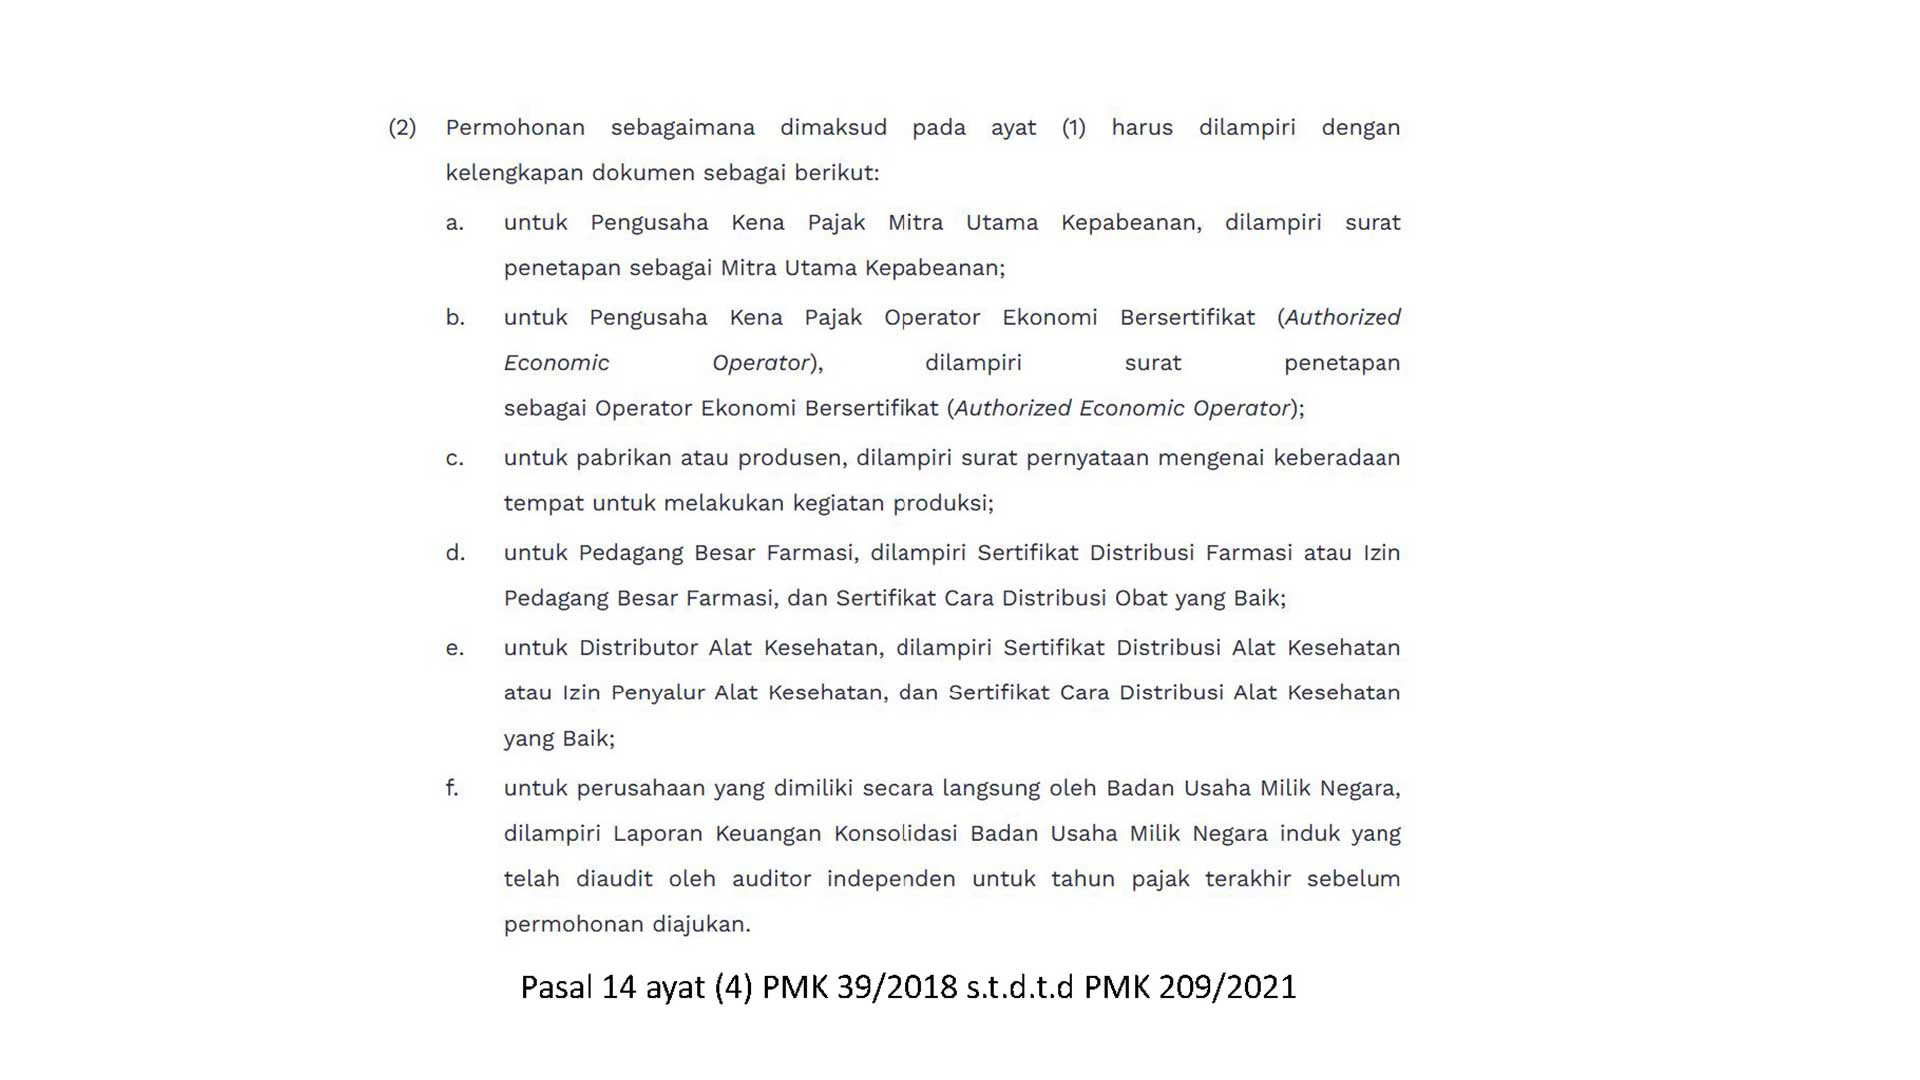 (2) Permohonan sebagaimana dimaksud pada ayat (1) harus dilampiri dengan
kelengkapan dokumen sebagai berikut:
a. untuk Pengusaha Kena Pajak Mitra Utama Kepabeanan, dilampiri surat
penetapan sebagai Mitra Utama Kepabeanan;
b. untuk Pengusaha Kena Pajak Operator Ekonomi Bersertifikat (Authorized
Economic Operator), dilampiri surat penetapan
sebagai Operator Ekonomi Bersertifikat (Authorized Economic Operator);
c. untuk pabrikan atau produsen, dilampiri surat pernyataan mengenai keberadaan
tempat untuk melakukan kegiatan produksi;
d. untuk Pedagang Besar Farmasi, dilampiri Sertifikat Distribusi Farmasi atau Izin
Pedagang Besar Farmasi, dan Sertifikat Cara Distribusi Obat yang Baik;
e. untuk Distributor Alat Kesehatan, dilampiri Sertifikat Distribusi Alat Kesehatan
atau Izin Penyalur Alat Kesehatan, dan Sertifikat Cara Distribusi Alat Kesehatan
yang Baik;
f. untuk perusahaan yang dimiliki secara langsung oleh Badan Usaha Milik Negara,
dilampiri Laporan Keuangan Konsolidasi Badan Usaha Milik Negara induk yang
telah diaudit oleh auditor independen untuk tahun pajak terakhir sebelum
permohonan diajukan.
Pasal 14 ayat (4) PMK 39/2018 s.t.d.t.d PMK 209/2021